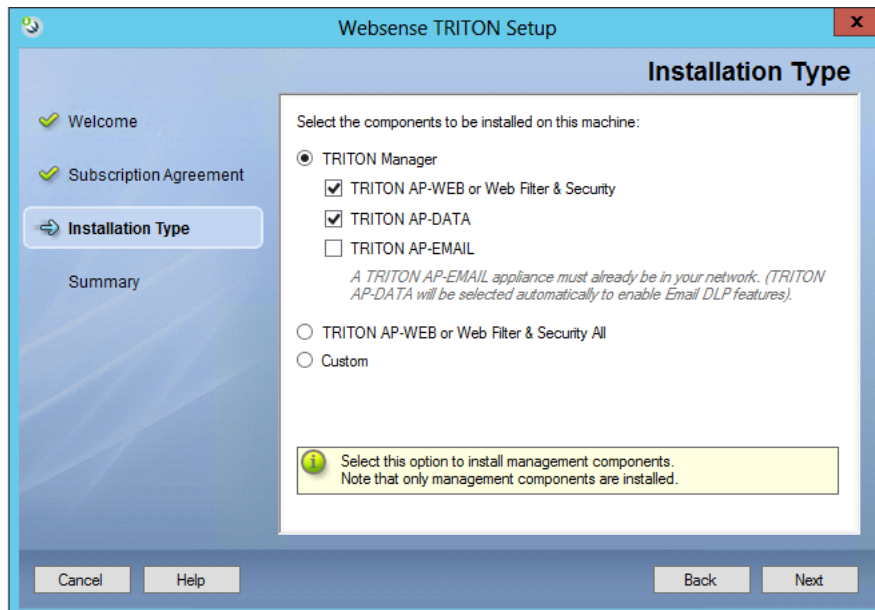 Websense TRITON Setup
x
Installation Type
Welcome
Subscription Agreement
Installation Type
Summary
Select the components to be installed on this machine:
TRITON Manager
TRITON AP-WEB or Web Filter & Security
TRITON AP-DATA
TRITON AP-EMAIL
A TRITON AP-EMAIL appliance must already be in your network. (TRITON
AP-DATA will be selected automatically to enable Email DLP features).
TRITON AP-WEB or Web Filter & Security All
Custom
Select this option to install management components.
Note that only management components are installed.
Cancel
Help
Back
Next